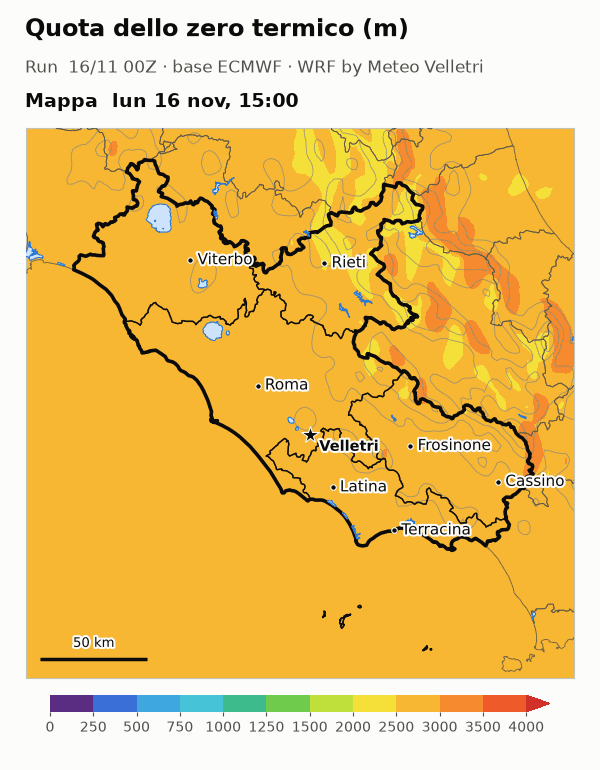 Quota dello zero termico (m)
Run 16/11 00Z · base ECMWF · WRF by Meteo Velletri
Mappa lun 16 nov, 15:00
Viterbo
Rieti
Roma
Velletri
Frosinone
Latina
Cassino
Terracina
50 km
0 250 500 750 1000 1250 1500 2000 2500 3000 3500 4000